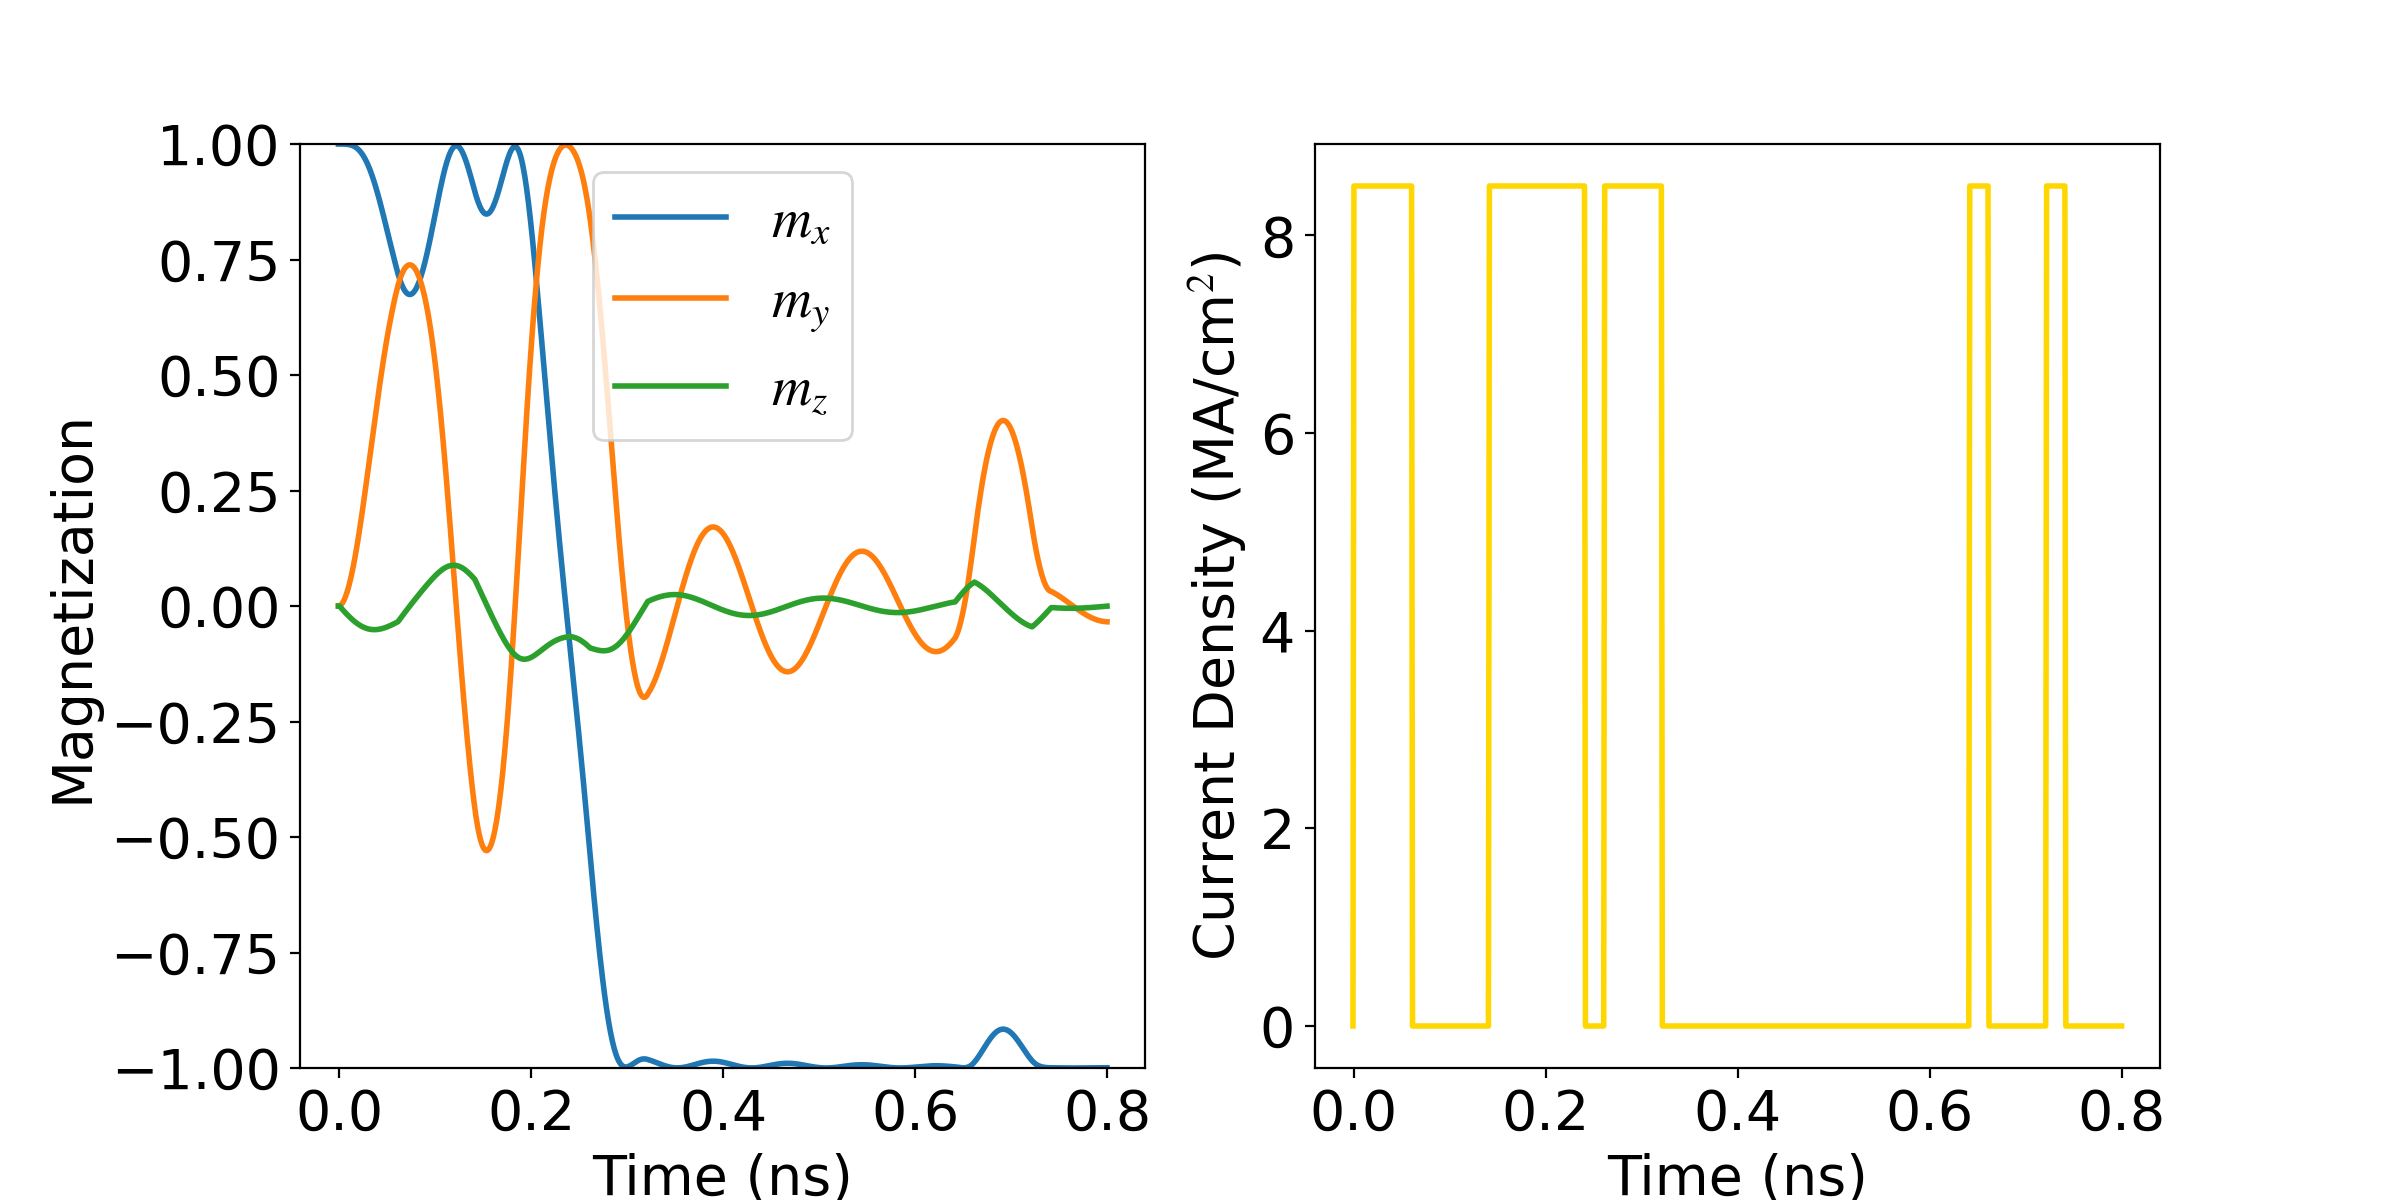 Magnetization
1.00
0.75
0.50
0.25
0.00
−0.25
−0.50
−0.75
−1.00
0.0 0.2 0.4 0.6 0.8
Time (ns)
m_x
m_y
m_z
Current Density (MA/cm²)
8
6
4
2
0
0.0 0.2 0.4 0.6 0.8
Time (ns)